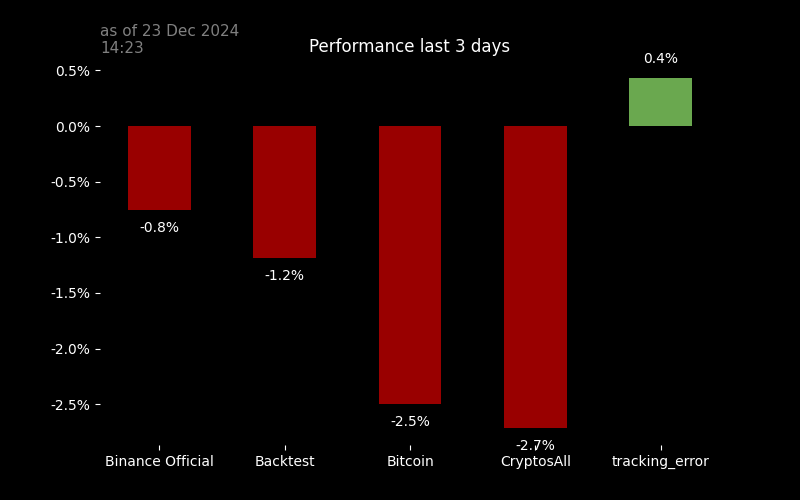 as of 23 Dec 2024
14:23
Performance last 3 days
0.4%
0.5%
0.0%
-0.5%
-0.8%
-1.0%
-1.2%
-1.5%
-2.0%
-2.5%
-2.5%
-2.7%
Binance Official
Backtest
Bitcoin
CryptosAll
tracking_error